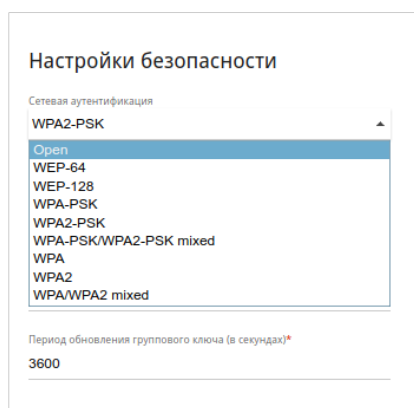 Настройки безопасности
Сетевая аутентификация
WPA2-PSK
Open
WEP-64
WEP-128
WPA-PSK
WPA2-PSK
WPA-PSK/WPA2-PSK mixed
WPA
WPA2
WPA/WPA2 mixed
Период обновления группового ключа (в секундах)*
3600